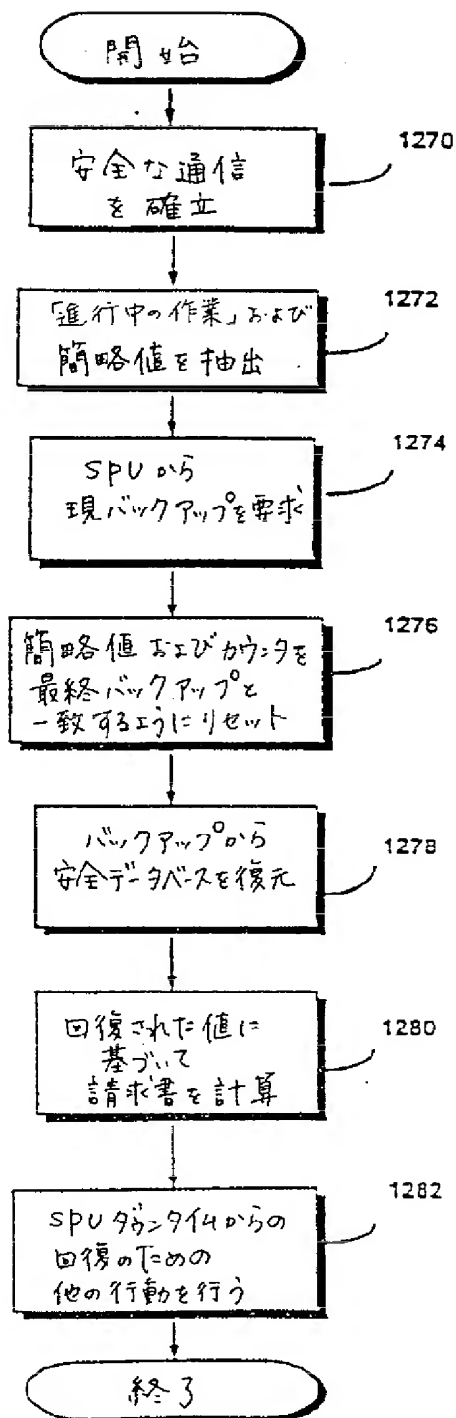 開始
1270
安全な通信
を確立
1272
「進行中の作業」および
簡略値を抽出
1274
SPUから
現バックアップを要求
1276
簡略値およびカウンタを
最終バックアップと
一致するようにリセット
1278
バックアップから
安全データベースを復元
1280
回復された値に
基づいて
請求書を計算
1282
SPUダウンタイムからの
回復のための
他の行動を行う
終了